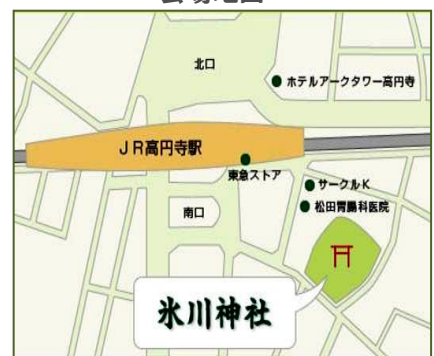 北口
ホテルアークタワー高円寺
JR高円寺駅
東急ストア
サークルK
南口
松田胃腸科医院
氷川神社